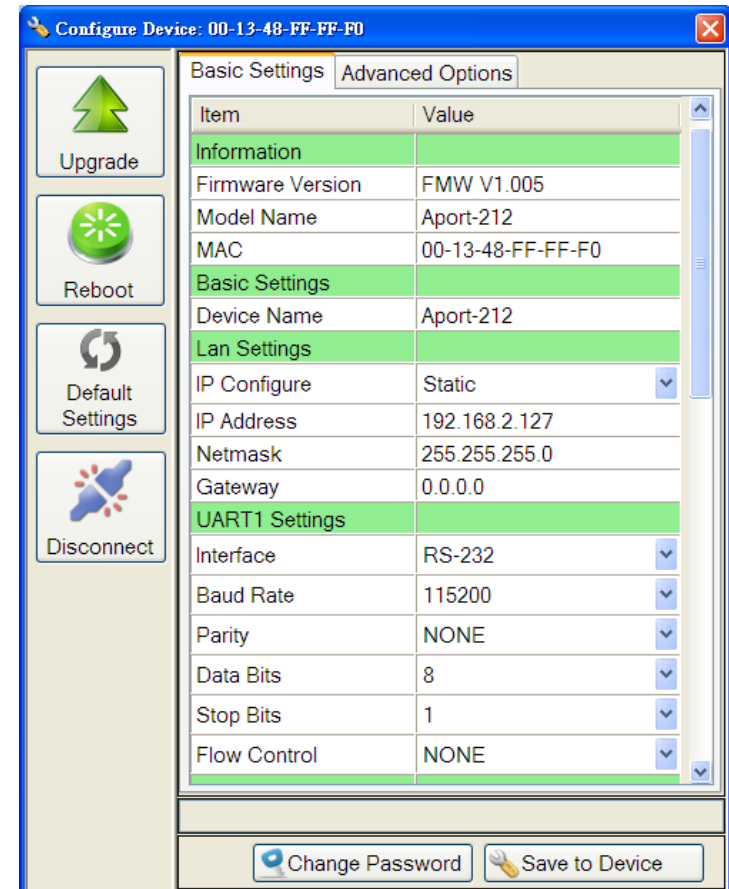 Configure Device: 00-13-48-FF-FF-F0
Upgrade
Reboot
Default
Settings
Disconnect
Basic Settings Advanced Options
Item Value
Information
Firmware Version FMW V1.005
Model Name Aport-212
MAC 00-13-48-FF-FF-F0
Basic Settings
Device Name Aport-212
Lan Settings
IP Configure Static
IP Address 192.168.2.127
Netmask 255.255.255.0
Gateway 0.0.0.0
UART1 Settings
Interface RS-232
Baud Rate 115200
Parity NONE
Data Bits 8
Stop Bits 1
Flow Control NONE
Change Password Save to Device